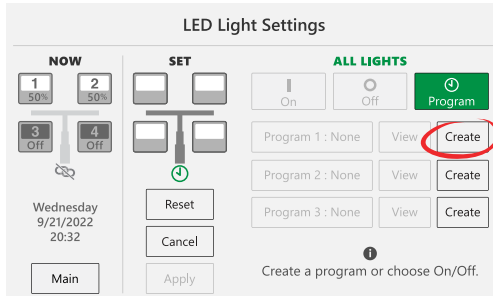 LED Light Settings
NOW
1
50%
2
50%
3
Off
4
Off
Wednesday
9/21/2022
20:32
Main
SET
Reset
Cancel
Apply
ALL LIGHTS
On
Off
Program
Program 1 : None View Create
Program 2 : None View Create
Program 3 : None View Create
Create a program or choose On/Off.